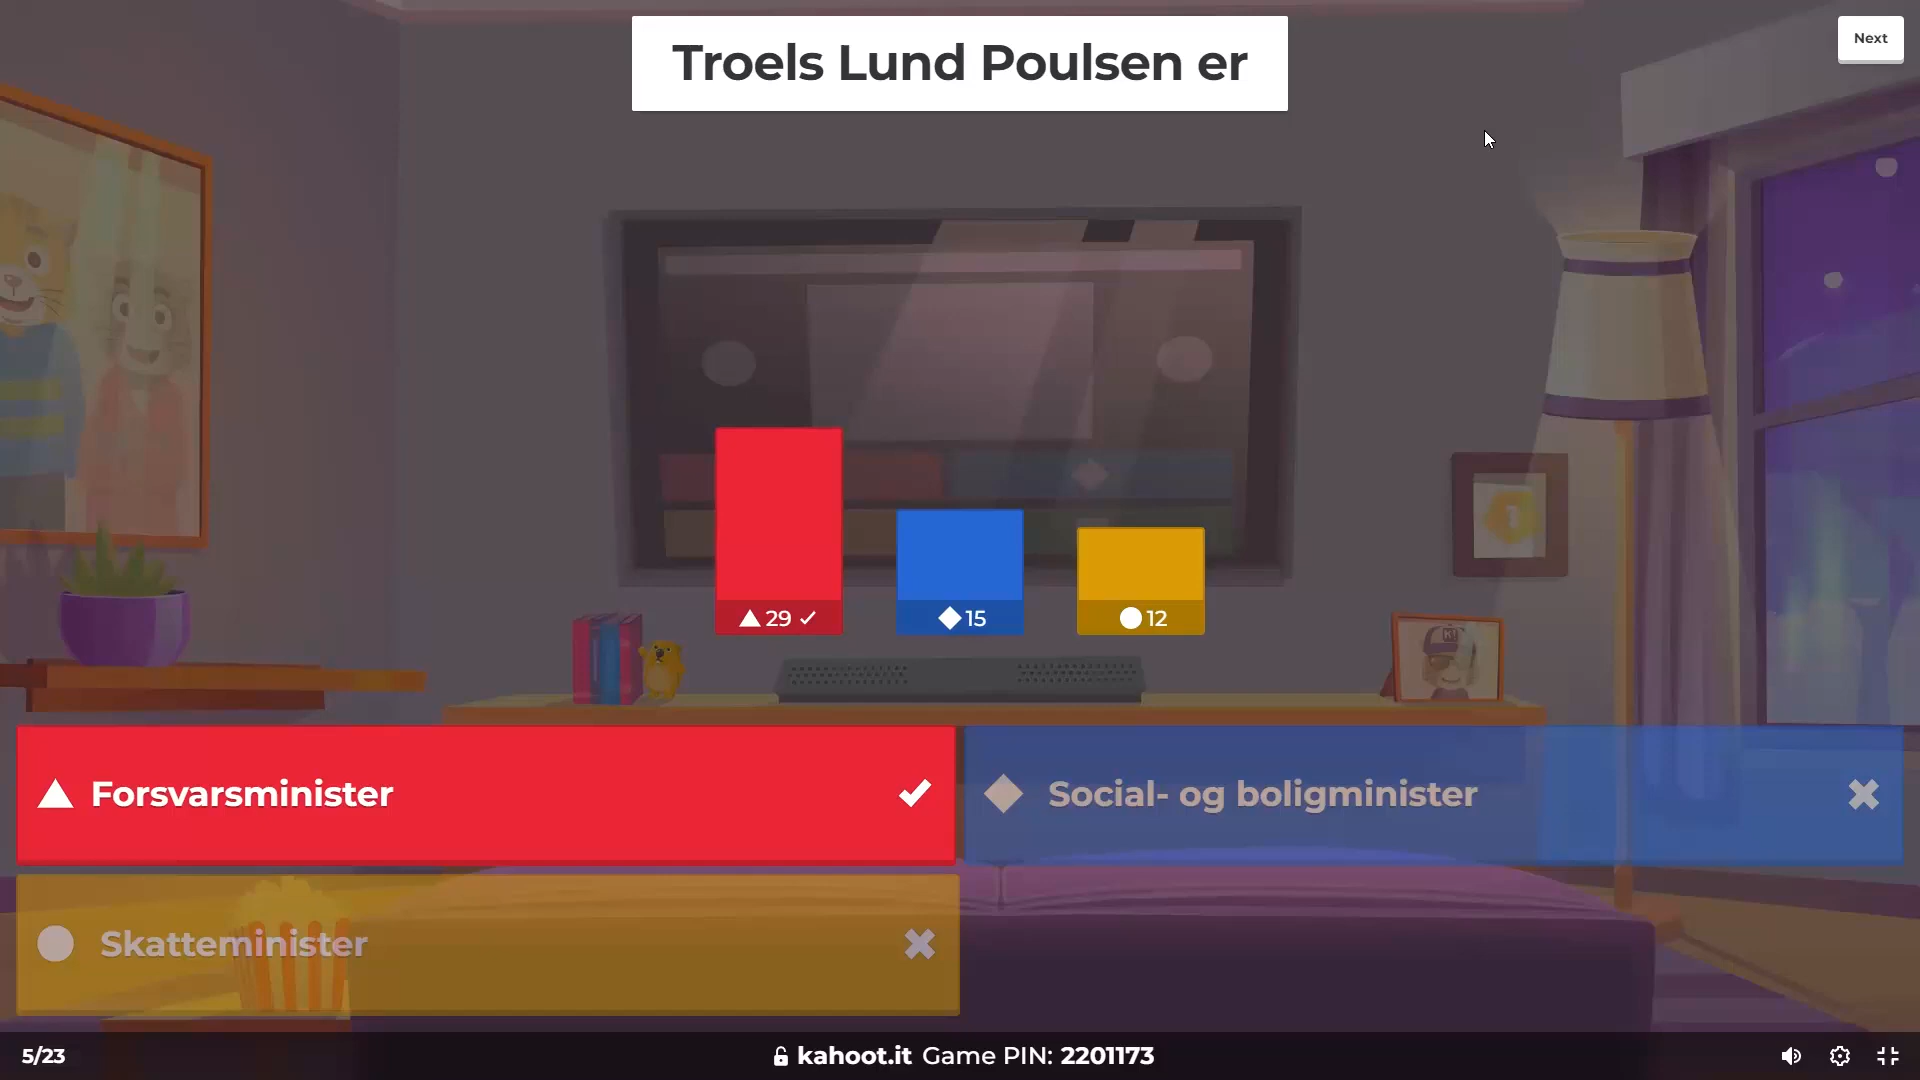 Troels Lund Poulsen er
Next
29
15
12
Forsvarsminister
Social- og boligminister
Skatteminister
5/23
kahoot.it Game PIN: 2201173